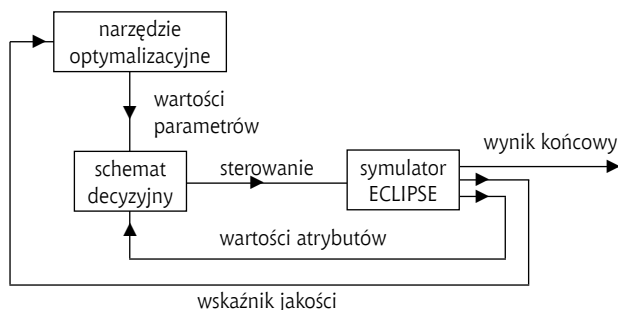 narzędzie
optymalizacyjne
wartości
parametrów
schemat
decyzyjny
sterowanie
symulator
ECLIPSE
wynik końcowy
wartości atrybutów
wskaźnik jakości